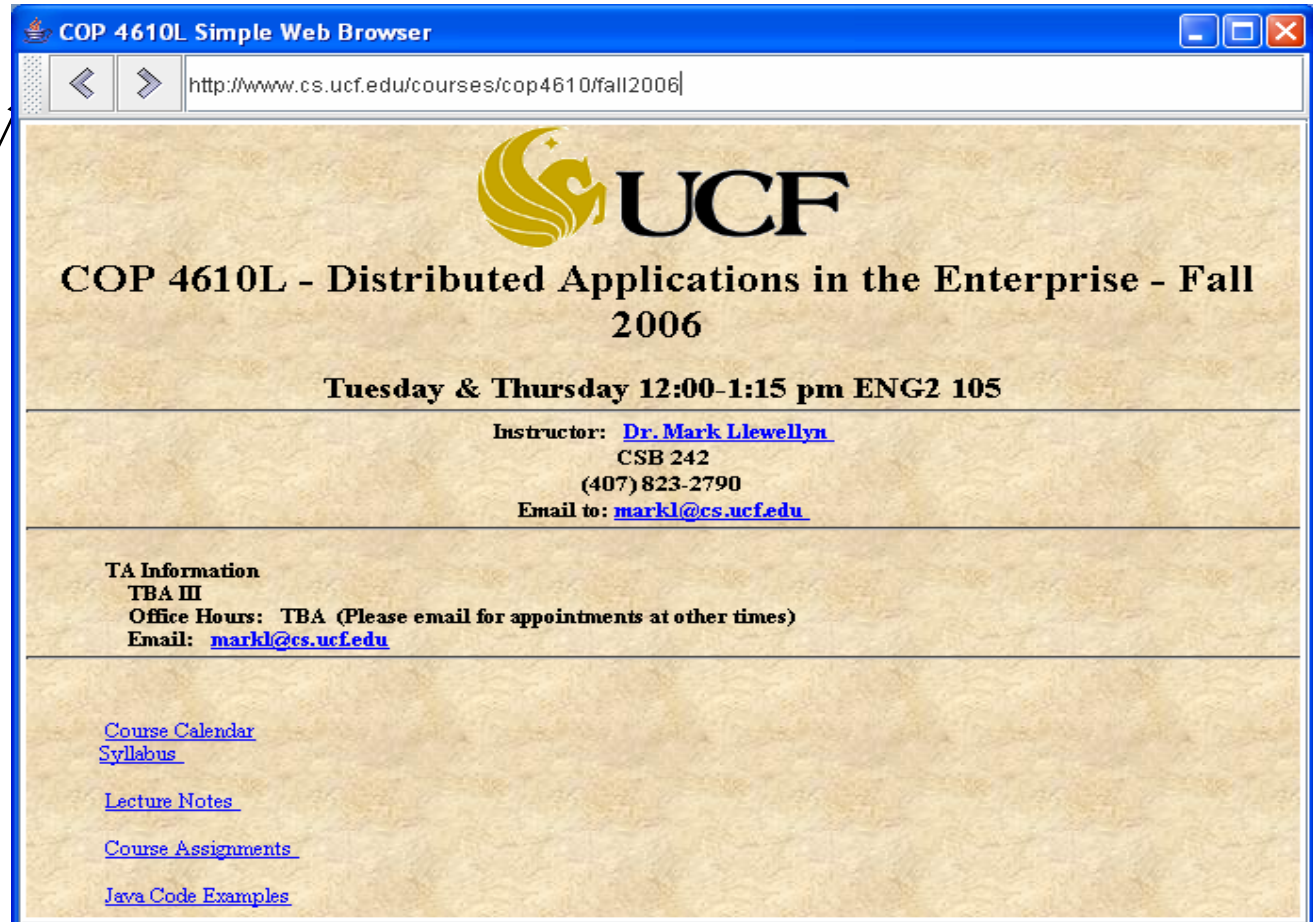 COP 4610L Simple Web Browser
http://www.cs.ucf.edu/courses/cop4610/fall2006
UCF
COP 4610L - Distributed Applications in the Enterprise - Fall
2006
Tuesday & Thursday 12:00-1:15 pm ENG2 105
Instructor: Dr. Mark Llewellyn
CSB 242
(407) 823-2790
Email to: markl@cs.ucf.edu
TA Information
TBA III
Office Hours: TBA (Please email for appointments at other times)
Email: markl@cs.ucf.edu
Course Calendar
Syllabus
Lecture Notes
Course Assignments
Java Code Examples